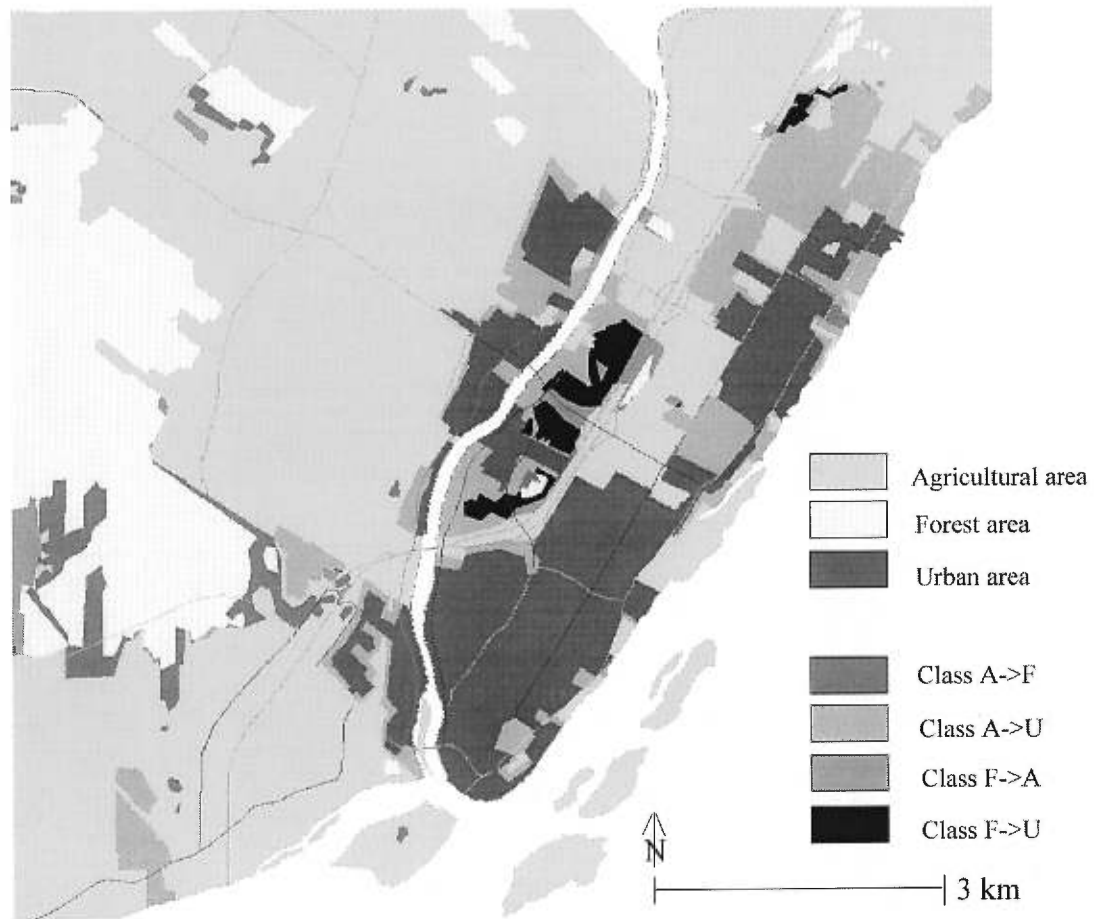 Agricultural area
Forest area
Urban area
Class A->F
Class A->U
Class F->A
Class F->U
N
3 km